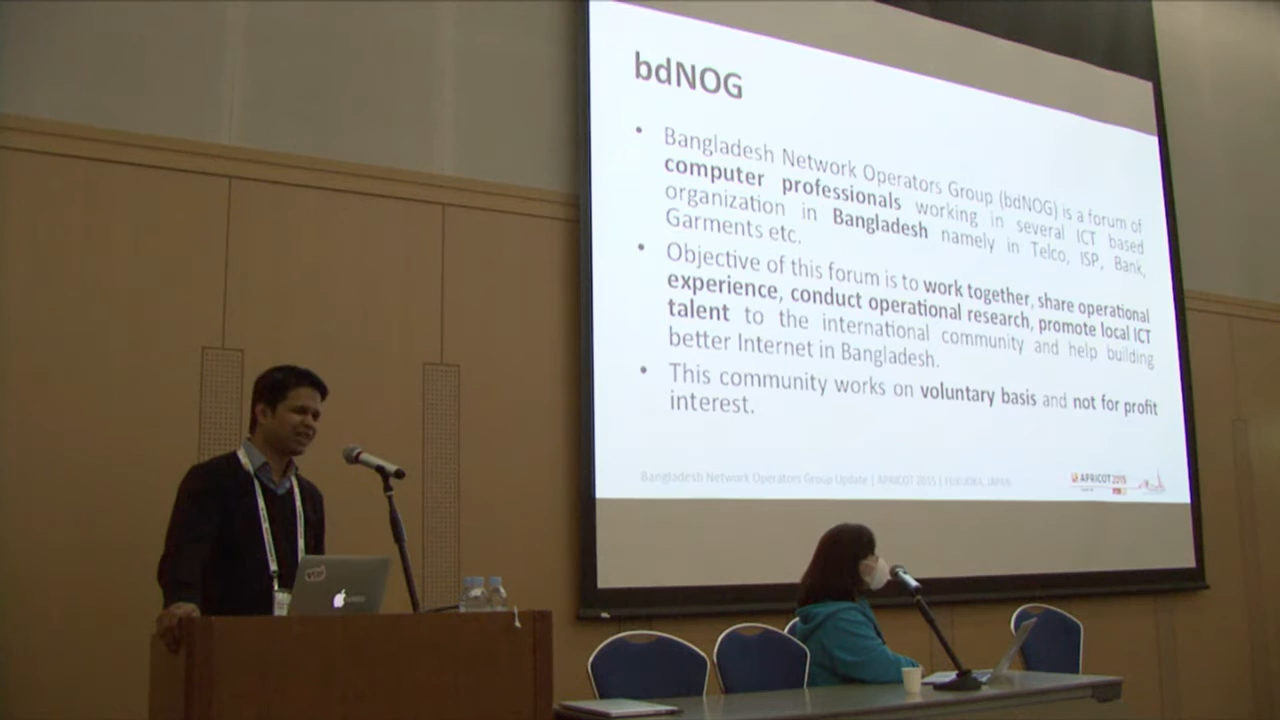 bdNOG
• Bangladesh Network Operators Group (bdNOG) is a forum of
computer professionals working in several ICT based
organization in Bangladesh namely in Telco, ISP, Bank,
Garments etc.
• Objective of this forum is to work together, share operational
experience, conduct operational research, promote local ICT
talent to the international community and help building
better Internet in Bangladesh.
• This community works on voluntary basis and not for profit
interest.
Bangladesh Network Operators Group Update | APRICOT 2015 | FUKUOKA, JAPAN
APRICOT 2015